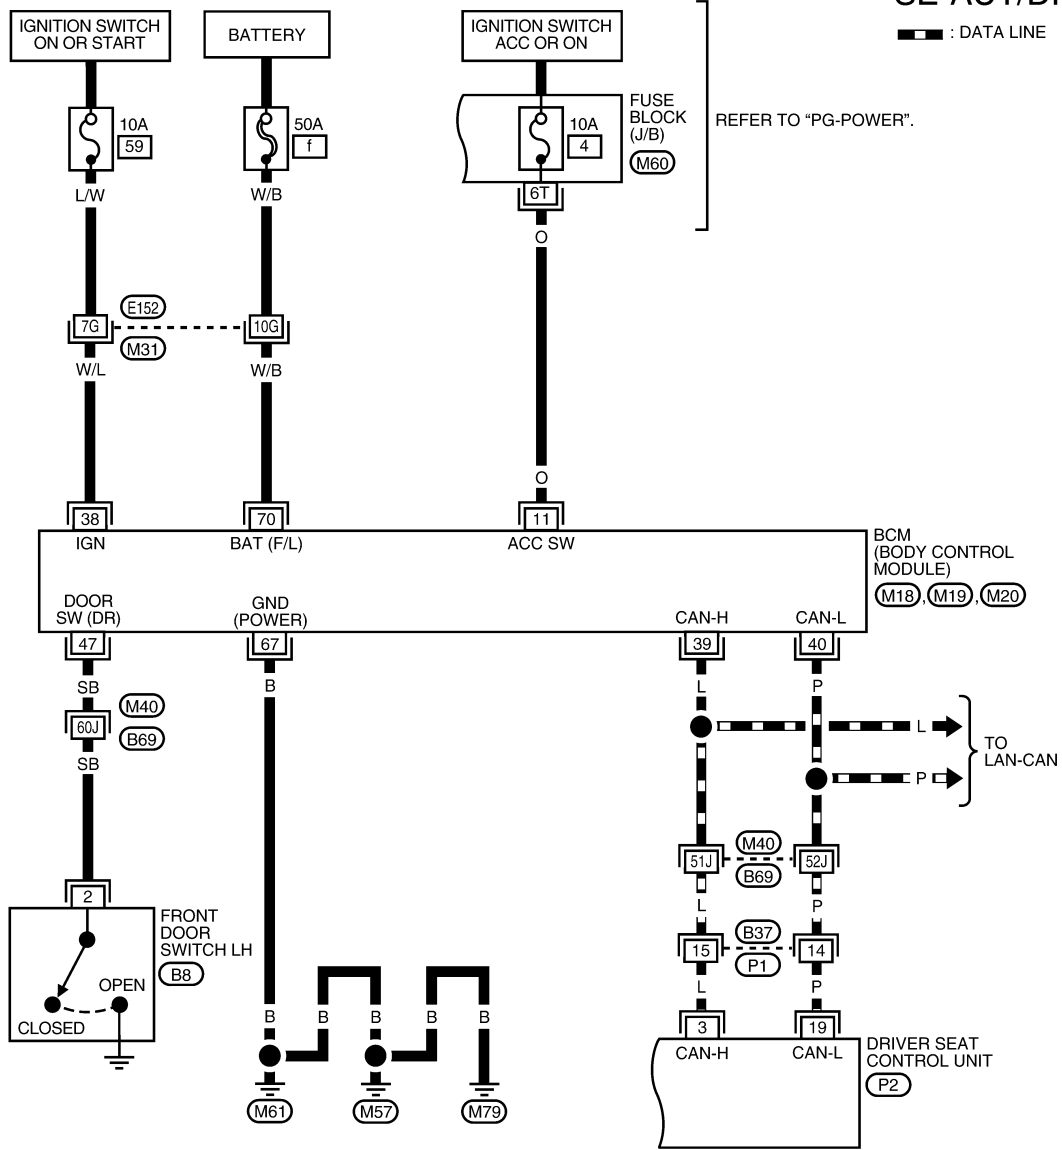 : DATA LINE
IGNITION SWITCH
ON OR START
BATTERY
IGNITION SWITCH
ACC OR ON
10A
59
50A
f
10A
4
FUSE
BLOCK
(J/B)
M60
REFER TO “PG-POWER”.
L/W
W/B
6T
O
7G
E152
M31
10G
W/L
W/B
O
38
70
11
IGN
BAT (F/L)
ACC SW
BCM
(BODY CONTROL
MODULE)
M18 , M19 , M20
DOOR
SW (DR)
GND
(POWER)
CAN-H
CAN-L
47
67
39
40
SB
B
L
P
60J
M40
B69
SB
L
P
TO
LAN-CAN
51J
M40
B69
52J
L
P
15
B37
P1
14
L
P
2
FRONT
DOOR
SWITCH LH
B8
OPEN
CLOSED
B
B
B
B
B
M61
M57
M79
3
19
CAN-H
CAN-L
DRIVER SEAT
CONTROL UNIT
P2